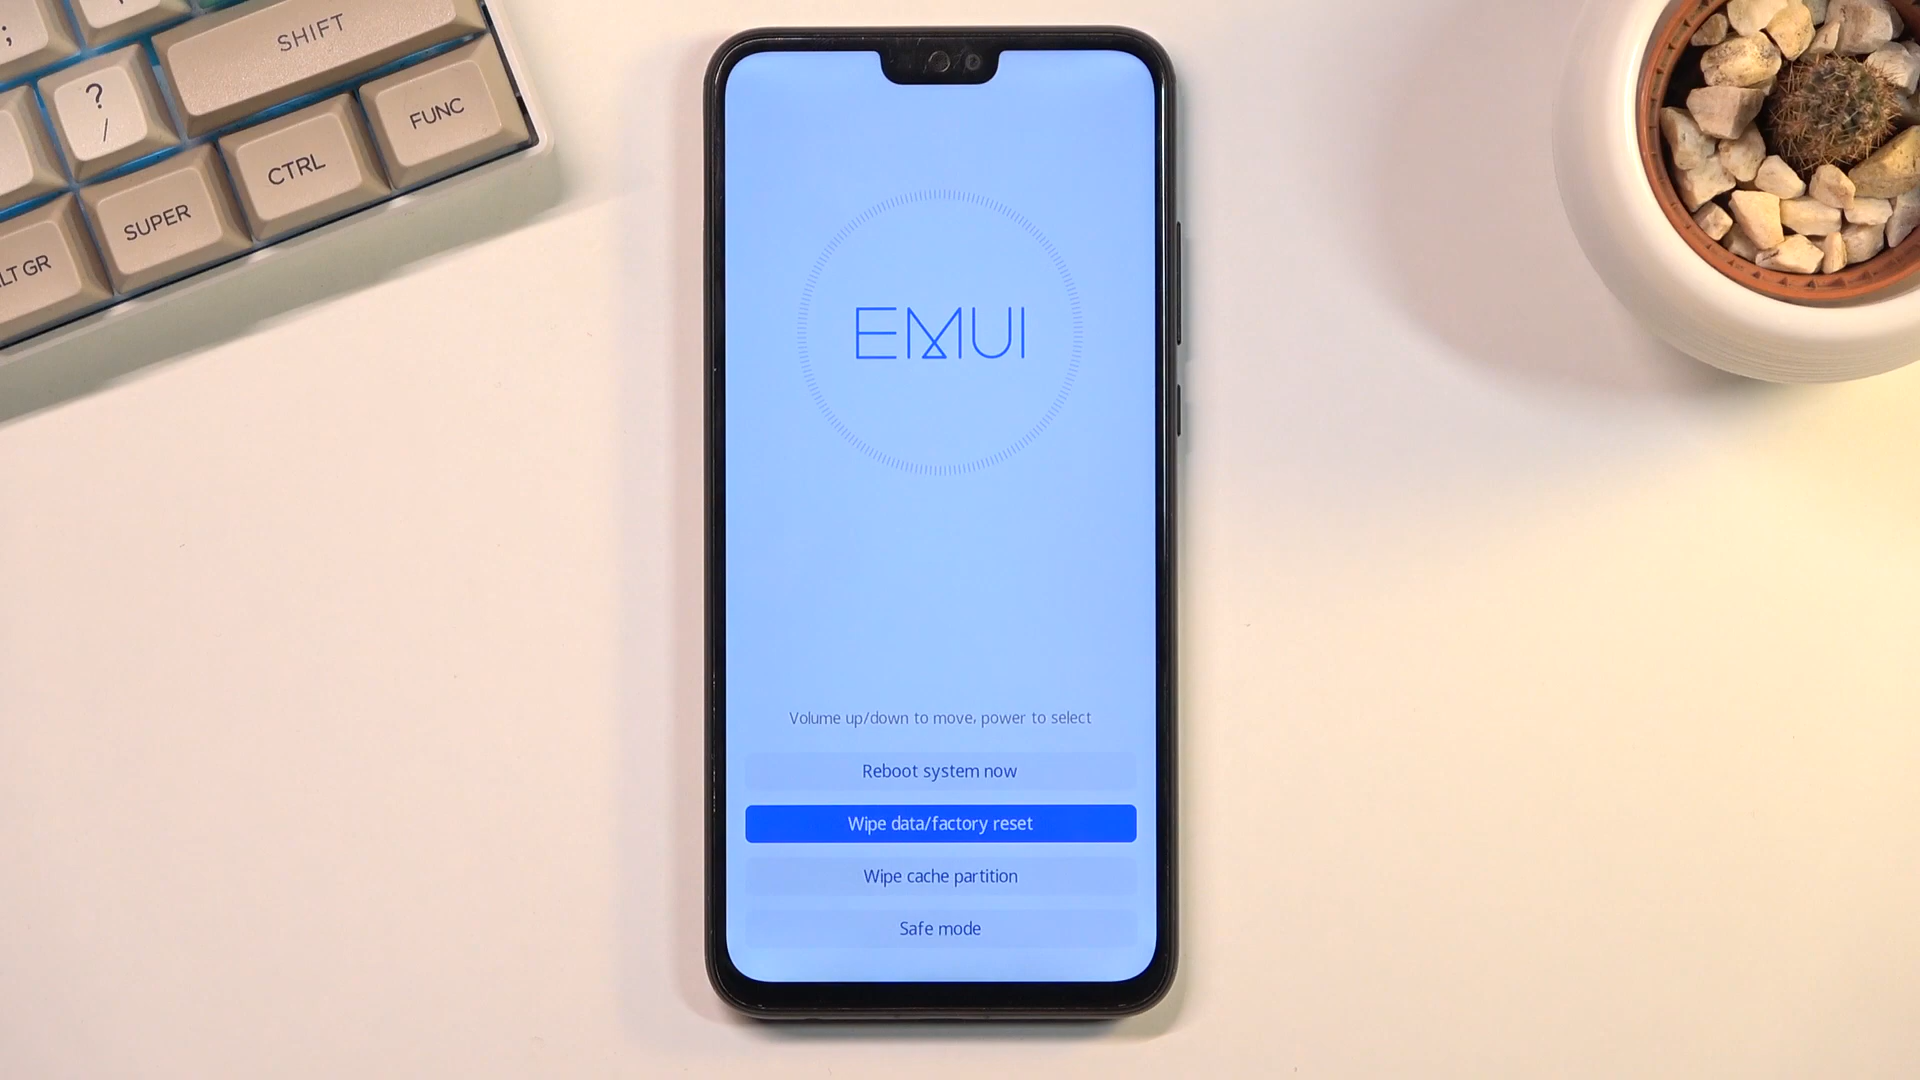 ;
SHIFT
?
/
CTRL
FUNC
SUPER
LT GR
EMUI
Volume up/down to move, power to select
Reboot system now
Wipe data/factory reset
Wipe cache partition
Safe mode